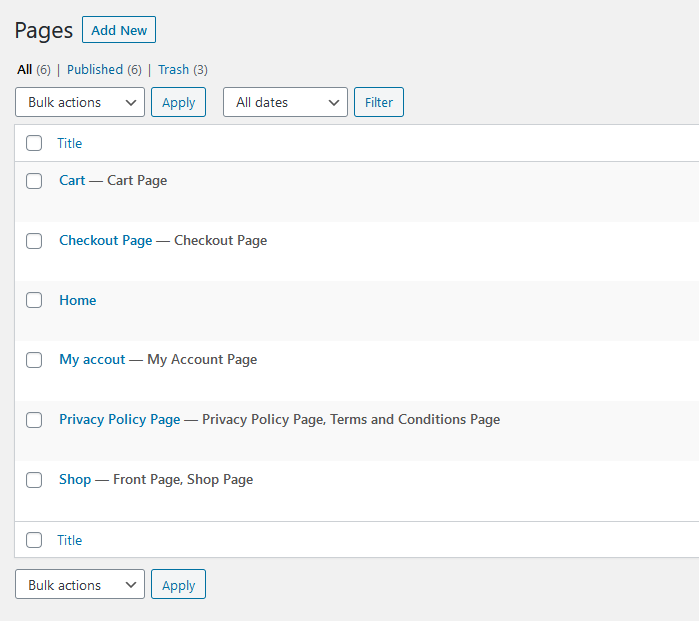 Pages Add New
All (6) | Published (6) | Trash (3)
Bulk actions Apply All dates Filter
Title
Cart — Cart Page
Checkout Page — Checkout Page
Home
My accout — My Account Page
Privacy Policy Page — Privacy Policy Page, Terms and Conditions Page
Shop — Front Page, Shop Page
Title
Bulk actions Apply